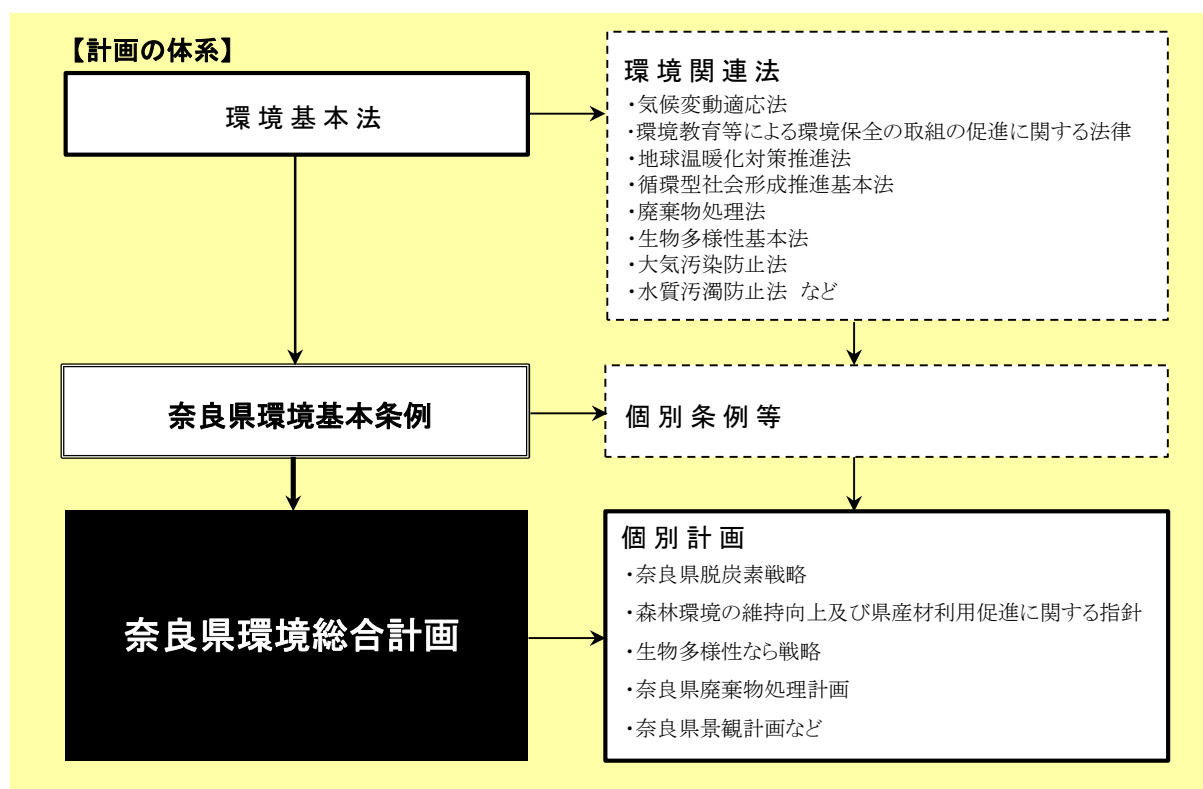 【計画の体系】
環境基本法
環境関連法
・気候変動適応法
・環境教育等による環境保全の取組の促進に関する法律
・地球温暖化対策推進法
・循環型社会形成推進基本法
・廃棄物処理法
・生物多様性基本法
・大気汚染防止法
・水質汚濁防止法 など
奈良県環境基本条例
個別条例等
奈良県環境総合計画
個別計画
・奈良県脱炭素戦略
・森林環境の維持向上及び県産材利用促進に関する指針
・生物多様性なら戦略
・奈良県廃棄物処理計画
・奈良県景観計画など